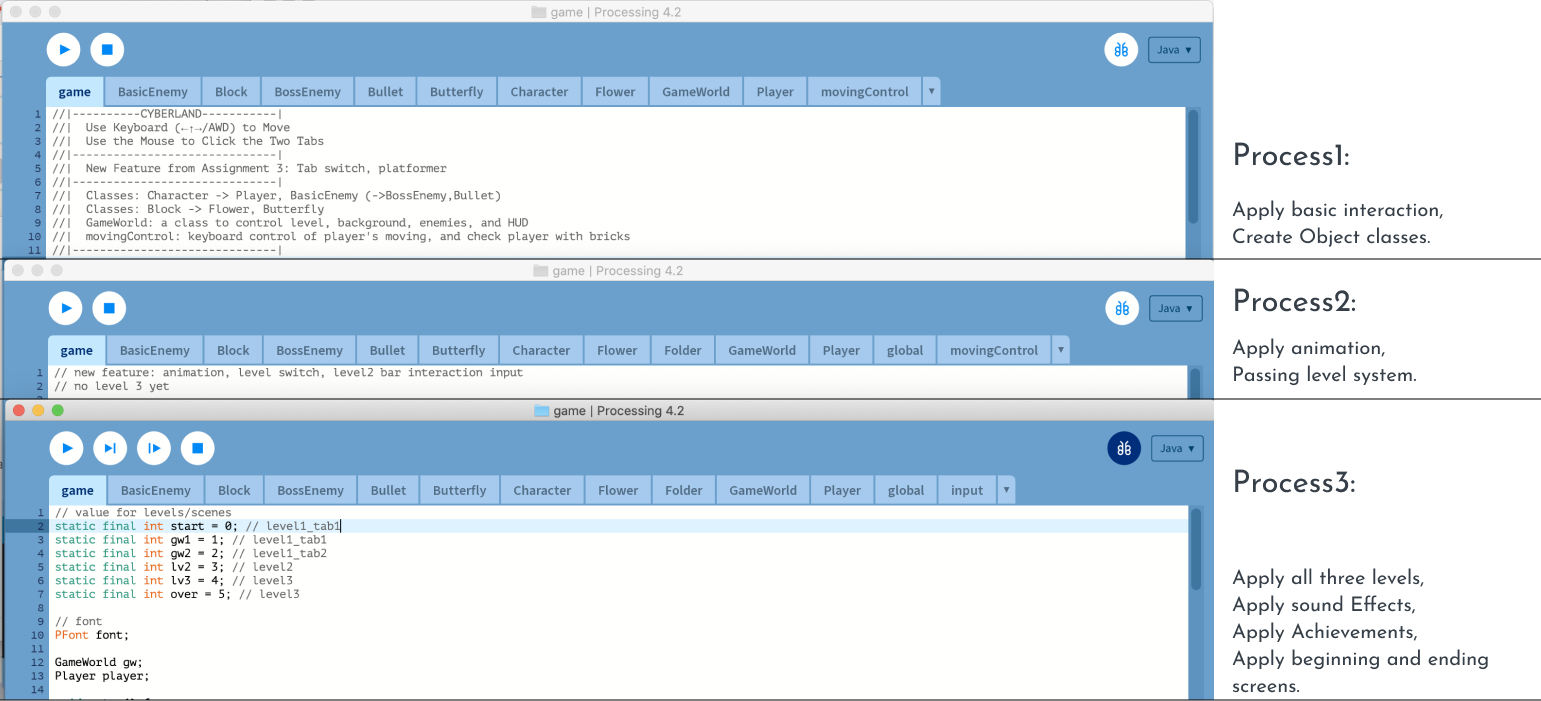 game | Processing 4.2
Java ▼
game BasicEnemy Block BossEnemy Bullet Butterfly Character Flower GameWorld Player movingControl ▼
1 //|----------CYBERLAND-----------|
2 //|  Use Keyboard (←↑→/AWD) to Move
3 //|  Use the Mouse to Click the Two Tabs
4 //|------------------------------|
5 //|  New Feature from Assignment 3: Tab switch, platformer
6 //|------------------------------|
7 //|  Classes: Character -> Player, BasicEnemy (->BossEnemy,Bullet)
8 //|  Classes: Block -> Flower, Butterfly
9 //|  GameWorld: a class to control level, background, enemies, and HUD
10 //|  movingControl: keyboard control of player's moving, and check player with bricks
11 //|------------------------------|
Process1:
Apply basic interaction,
Create Object classes.
game | Processing 4.2
Java ▼
game BasicEnemy Block BossEnemy Bullet Butterfly Character Flower Folder GameWorld Player global movingControl ▼
1 // new feature: animation, level switch, level2 bar interaction input
2 // no level 3 yet
Process2:
Apply animation,
Passing level system.
game | Processing 4.2
Java ▼
game BasicEnemy Block BossEnemy Bullet Butterfly Character Flower Folder GameWorld Player global input ▼
1 // value for levels/scenes
2 static final int start = 0; // level1_tab1
3 static final int gw1 = 1; // level1_tab1
4 static final int gw2 = 2; // level1_tab2
5 static final int lv2 = 3; // level2
6 static final int lv3 = 4; // level3
7 static final int over = 5; // level3
8
9 // font
10 PFont font;
11
12 GameWorld gw;
13 Player player;
14
Process3:
Apply all three levels,
Apply sound Effects,
Apply Achievements,
Apply beginning and ending
screens.